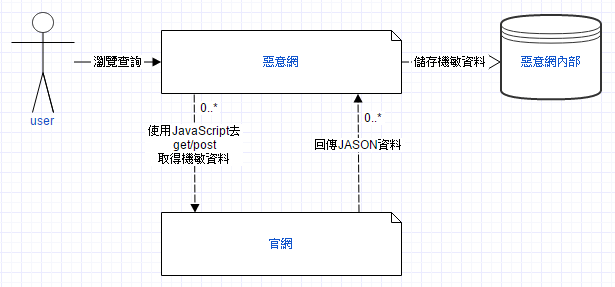 惡意網
瀏覽查詢
儲存機敏資料
惡意網內部
user
0..*
0..*
使用JavaScript去
get/post
取得機敏資料
回傳JASON資料
官網